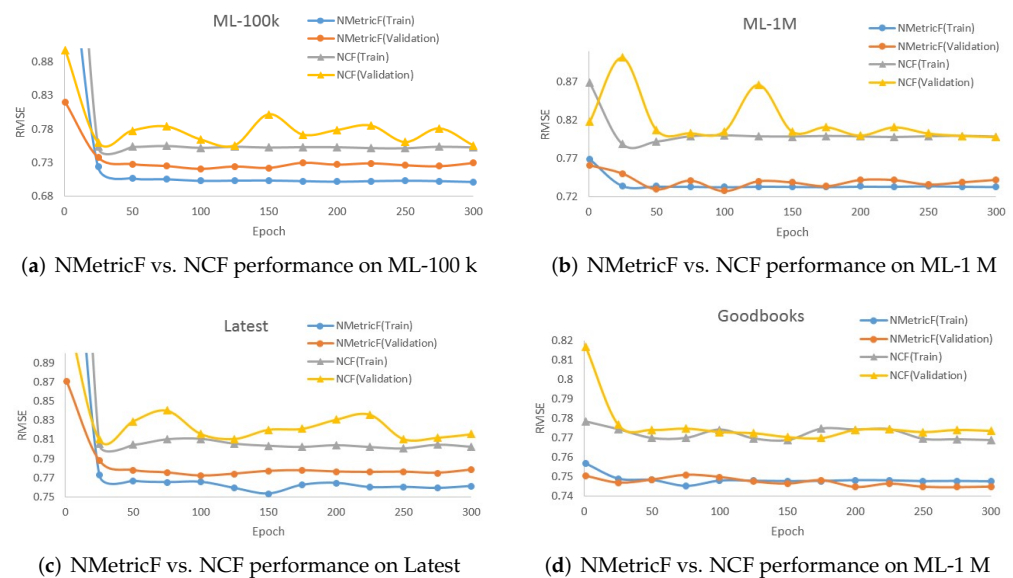 ML-100k
NMetricF(Train)
NMetricF(Validation)
NCF(Train)
NCF(Validation)
RMSE
0.88
0.83
0.78
0.73
0.68
0 50 100 150 200 250 300
Epoch
(a) NMetricF vs. NCF performance on ML-100 k
ML-1M
NMetricF(Train)
NMetricF(Validation)
NCF(Train)
NCF(Validation)
RMSE
0.87
0.82
0.77
0.72
0 50 100 150 200 250 300
Epoch
(b) NMetricF vs. NCF performance on ML-1 M
Latest
NMetricF(Train)
NMetricF(Validation)
NCF(Train)
NCF(Validation)
RMSE
0.89
0.87
0.85
0.83
0.81
0.79
0.77
0.75
0 50 100 150 200 250 300
Epoch
(c) NMetricF vs. NCF performance on Latest
Goodbooks
NMetricF(Train)
NMetricF(Validation)
NCF(Train)
NCF(Validation)
RMSE
0.82
0.81
0.8
0.79
0.78
0.77
0.76
0.75
0.74
0 50 100 150 200 250 300
Epoch
(d) NMetricF vs. NCF performance on ML-1 M